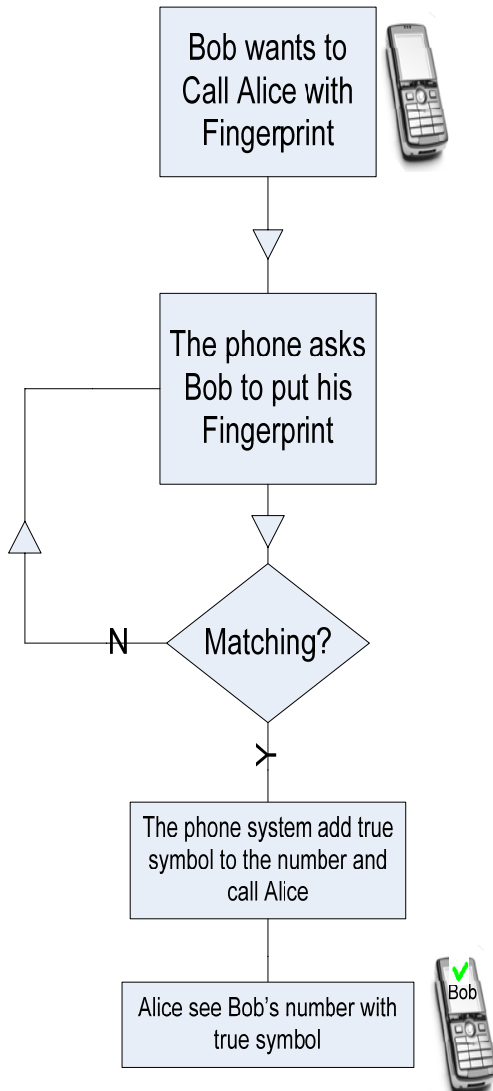 Bob wants to
Call Alice with
Fingerprint
The phone asks
Bob to put his
Fingerprint
N
Matching?
Y
The phone system add true
symbol to the number and
call Alice
Alice see Bob's number with
true symbol
Bob